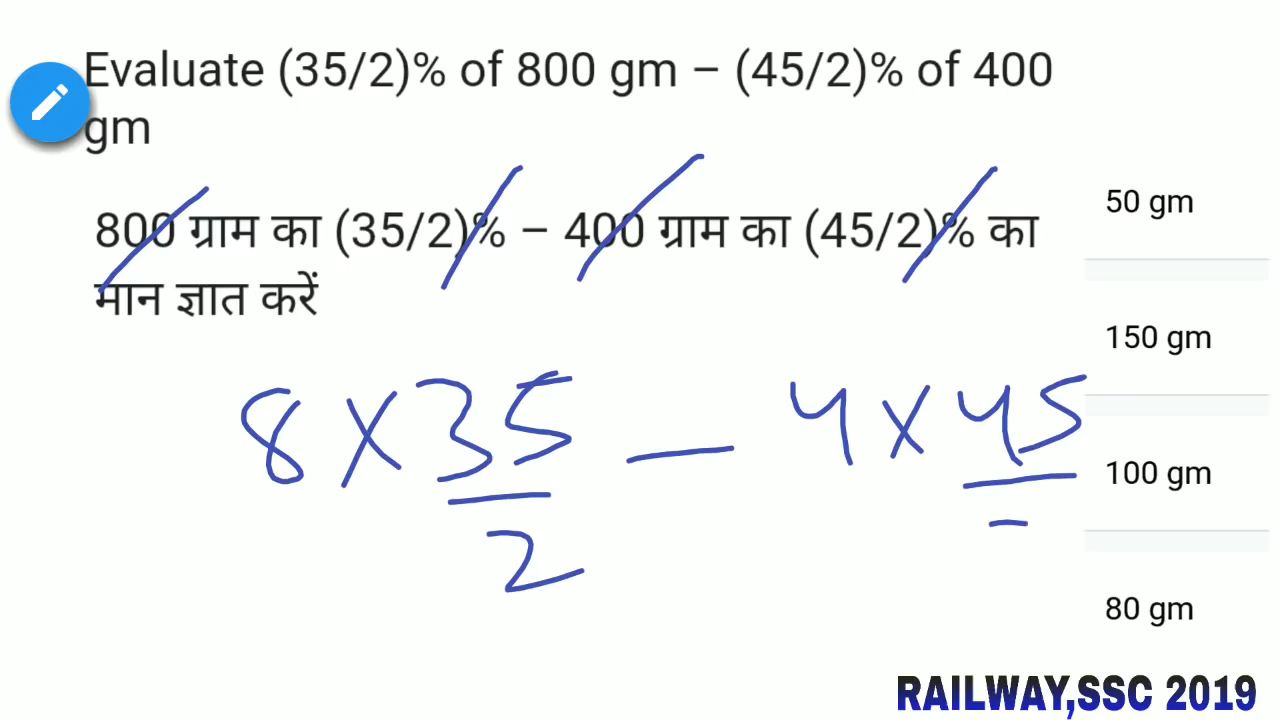 Evaluate (35/2)% of 800 gm – (45/2)% of 400
gm
800 ग्राम का (35/2)% – 400 ग्राम का (45/2)% का
मान ज्ञात करें
8 × 35/2 — 4 × 45
50 gm
150 gm
100 gm
80 gm
RAILWAY,SSC 2019